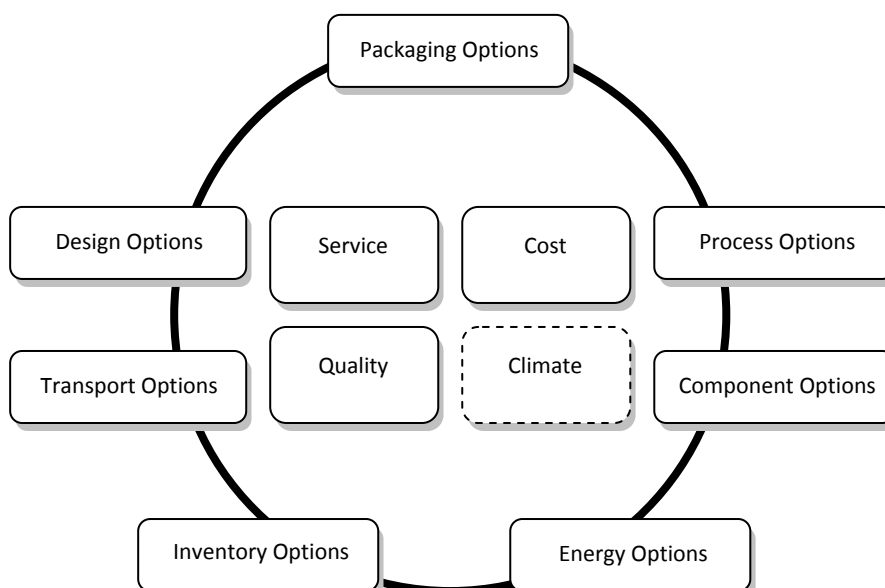 Packaging Options
Design Options
Service
Cost
Process Options
Transport Options
Quality
Climate
Component Options
Inventory Options
Energy Options